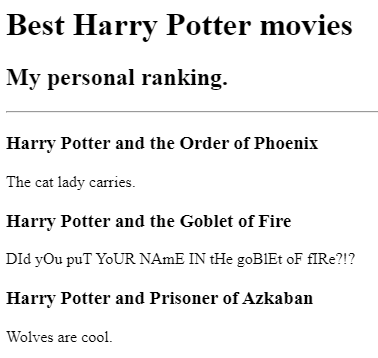 Best Harry Potter movies
My personal ranking.
Harry Potter and the Order of Phoenix
The cat lady carries.
Harry Potter and the Goblet of Fire
DId yOu puT YoUR NAmE IN tHe goBlEt oF fIRe?!?
Harry Potter and Prisoner of Azkaban
Wolves are cool.